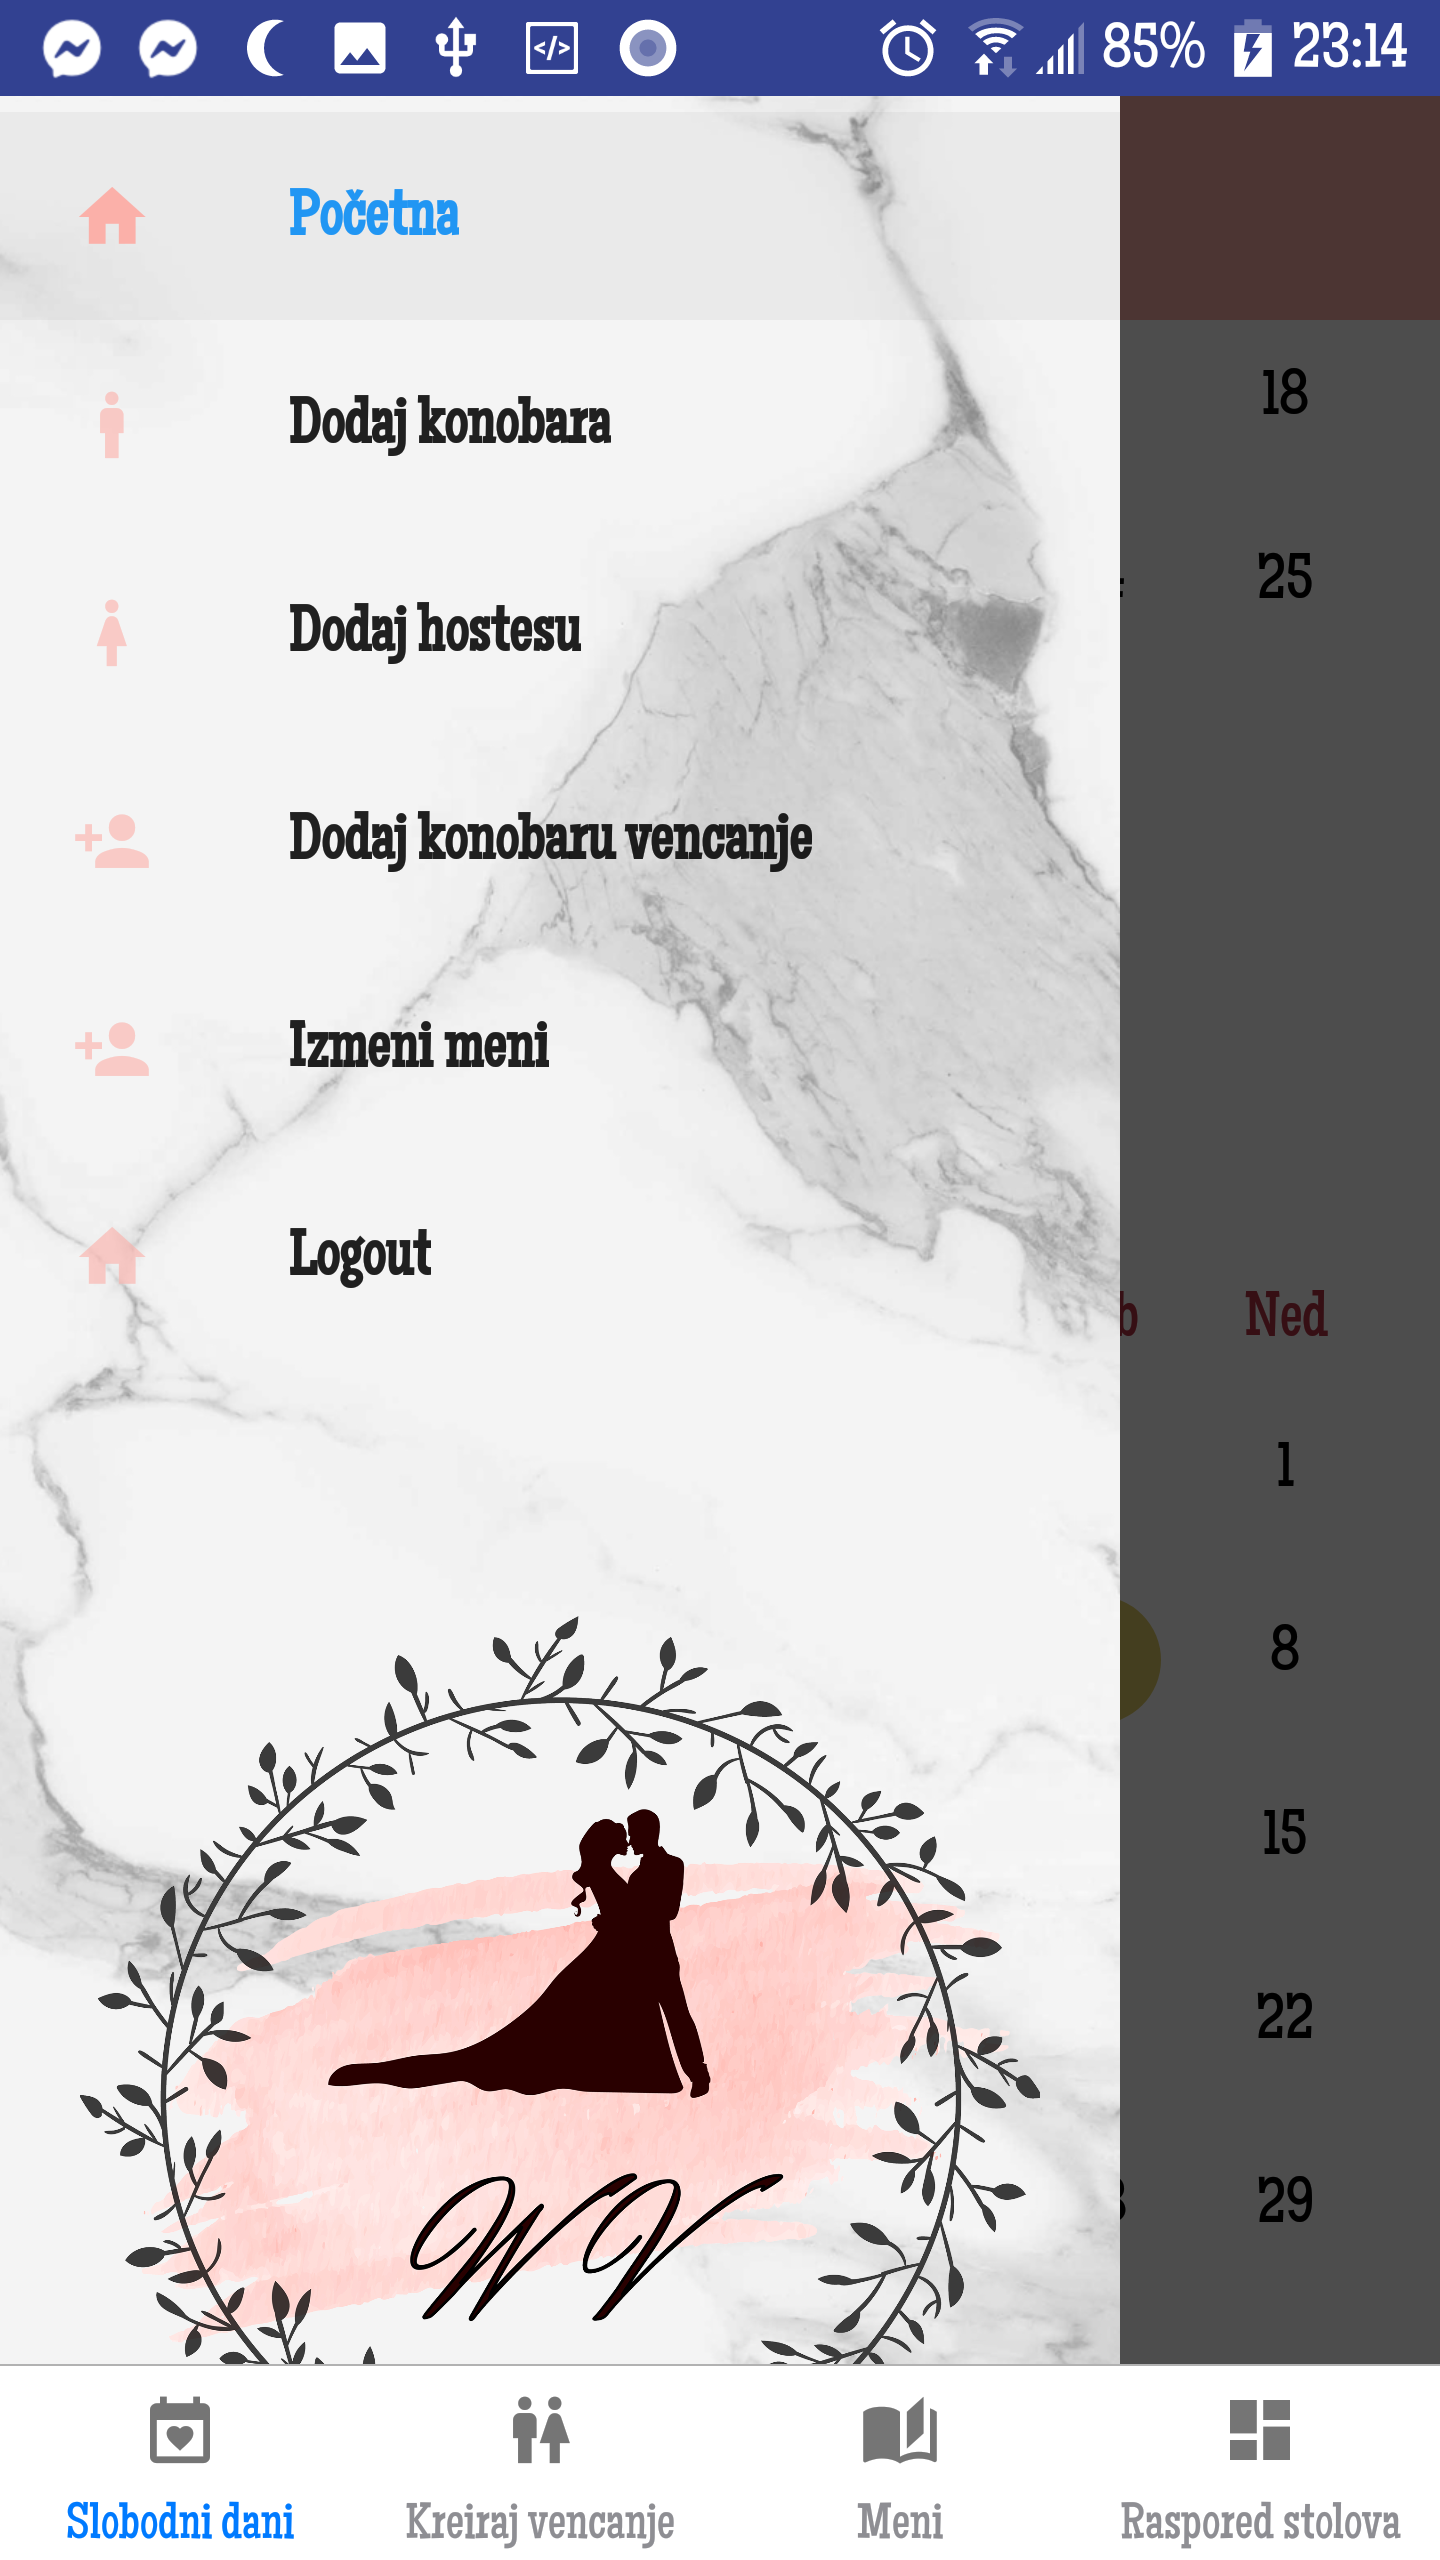 85% 23:14
Početna
18
Dodaj konobara
25
Dodaj hostesu
Dodaj konobaru vencanje
Izmeni meni
Logout
b Ned
1
8
15
22
29
WV
Slobodni dani Kreiraj vencanje Meni Raspored stolova